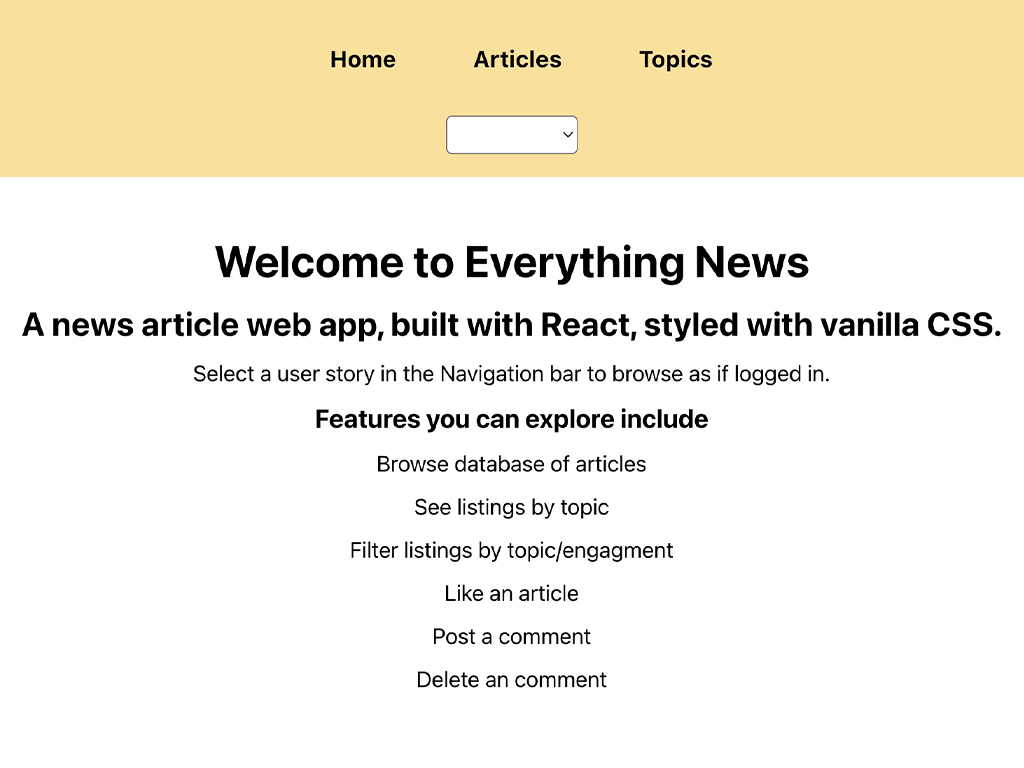 Home Articles Topics
Welcome to Everything News
A news article web app, built with React, styled with vanilla CSS.
Select a user story in the Navigation bar to browse as if logged in.
Features you can explore include
Browse database of articles
See listings by topic
Filter listings by topic/engagment
Like an article
Post a comment
Delete an comment